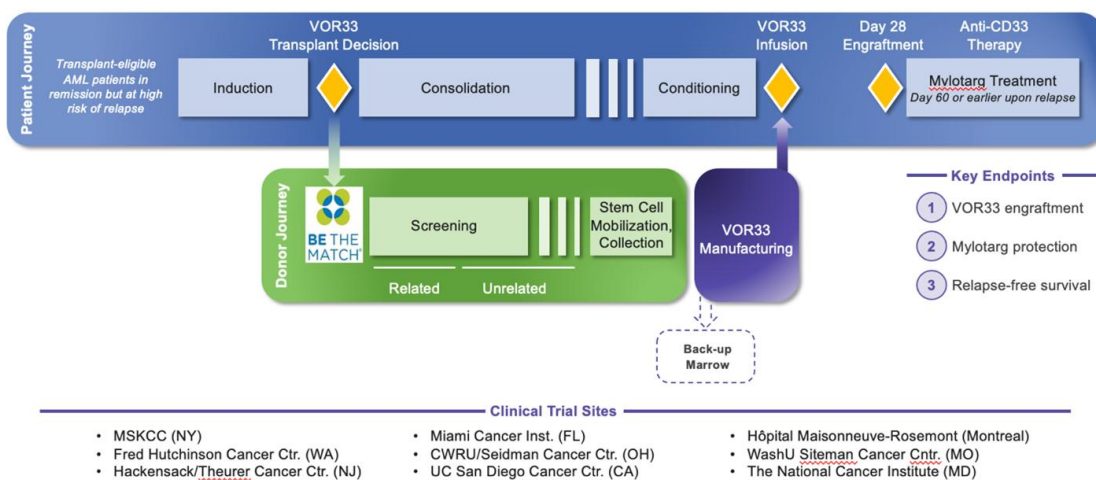 Patient Journey
Transplant-eligible
AML patients in
remission but at high
risk of relapse
Induction
VOR33
Transplant Decision
Consolidation
Conditioning
VOR33
Infusion
Day 28
Engraftment
Anti-CD33
Therapy
Mylotarg Treatment
Day 60 or earlier upon relapse
Donor Journey
BE THE
MATCH®
Screening
Related
Unrelated
Stem Cell
Mobilization,
Collection
VOR33
Manufacturing
Back-up
Marrow
Key Endpoints
1 VOR33 engraftment
2 Mylotarg protection
3 Relapse-free survival
Clinical Trial Sites
• MSKCC (NY)
• Fred Hutchinson Cancer Ctr. (WA)
• Hackensack/Theurer Cancer Ctr. (NJ)
• Miami Cancer Inst. (FL)
• CWRU/Seidman Cancer Ctr. (OH)
• UC San Diego Cancer Ctr. (CA)
• Hôpital Maisonneuve-Rosemont (Montreal)
• WashU Siteman Cancer Cntr. (MO)
• The National Cancer Institute (MD)